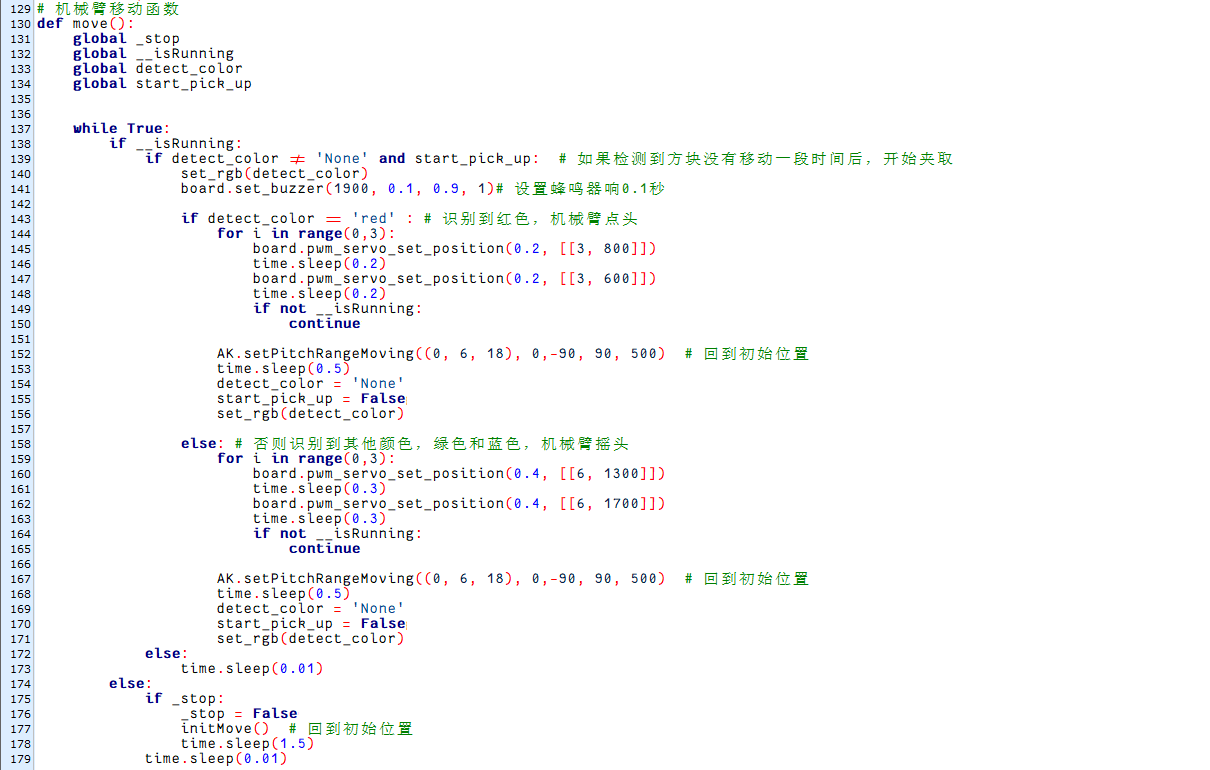 129 # 机械臂移动函数
130 def move():
131     global _stop
132     global __isRunning
133     global detect_color
134     global start_pick_up
135
136
137     while True:
138         if __isRunning:
139             if detect_color ≠ 'None' and start_pick_up:  # 如果检测到方块没有移动一段时间后，开始夹取
140                 set_rgb(detect_color)
141                 board.set_buzzer(1900, 0.1, 0.9, 1)# 设置蜂鸣器响0.1秒
142
143                 if detect_color == 'red' : # 识别到红色，机械臂点头
144                     for i in range(0,3):
145                         board.pwm_servo_set_position(0.2, [[3, 800]])
146                         time.sleep(0.2)
147                         board.pwm_servo_set_position(0.2, [[3, 600]])
148                         time.sleep(0.2)
149                         if not __isRunning:
150                             continue
151
152                     AK.setPitchRangeMoving((0, 6, 18), 0,-90, 90, 500)  # 回到初始位置
153                     time.sleep(0.5)
154                     detect_color = 'None'
155                     start_pick_up = False
156                     set_rgb(detect_color)
157
158                 else: # 否则识别到其他颜色，绿色和蓝色，机械臂摇头
159                     for i in range(0,3):
160                         board.pwm_servo_set_position(0.4, [[6, 1300]])
161                         time.sleep(0.3)
162                         board.pwm_servo_set_position(0.4, [[6, 1700]])
163                         time.sleep(0.3)
164                         if not __isRunning:
165                             continue
166
167                     AK.setPitchRangeMoving((0, 6, 18), 0,-90, 90, 500)  # 回到初始位置
168                     time.sleep(0.5)
169                     detect_color = 'None'
170                     start_pick_up = False
171                     set_rgb(detect_color)
172             else:
173                 time.sleep(0.01)
174         else:
175             if _stop:
176                 _stop = False
177                 initMove()  # 回到初始位置
178                 time.sleep(1.5)
179             time.sleep(0.01)